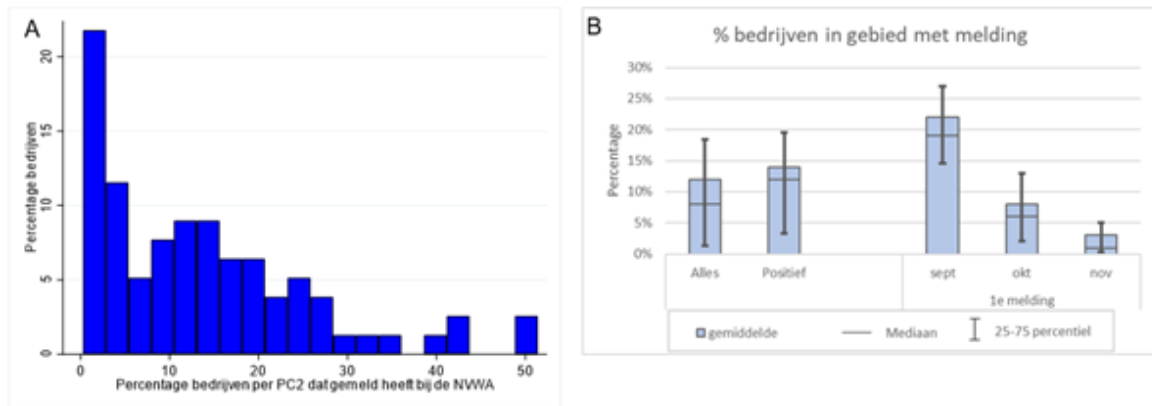 A
20
15
10
5
0
Percentage bedrijven
0 10 20 30 40 50
Percentage bedrijven per PC2 dat gemeld heeft bij de NVWA
B
% bedrijven in gebied met melding
30%
25%
20%
15%
10%
5%
0%
Percentage
Alles Positief sept okt nov
1e melding
gemiddelde Mediaan 25-75 percentiel